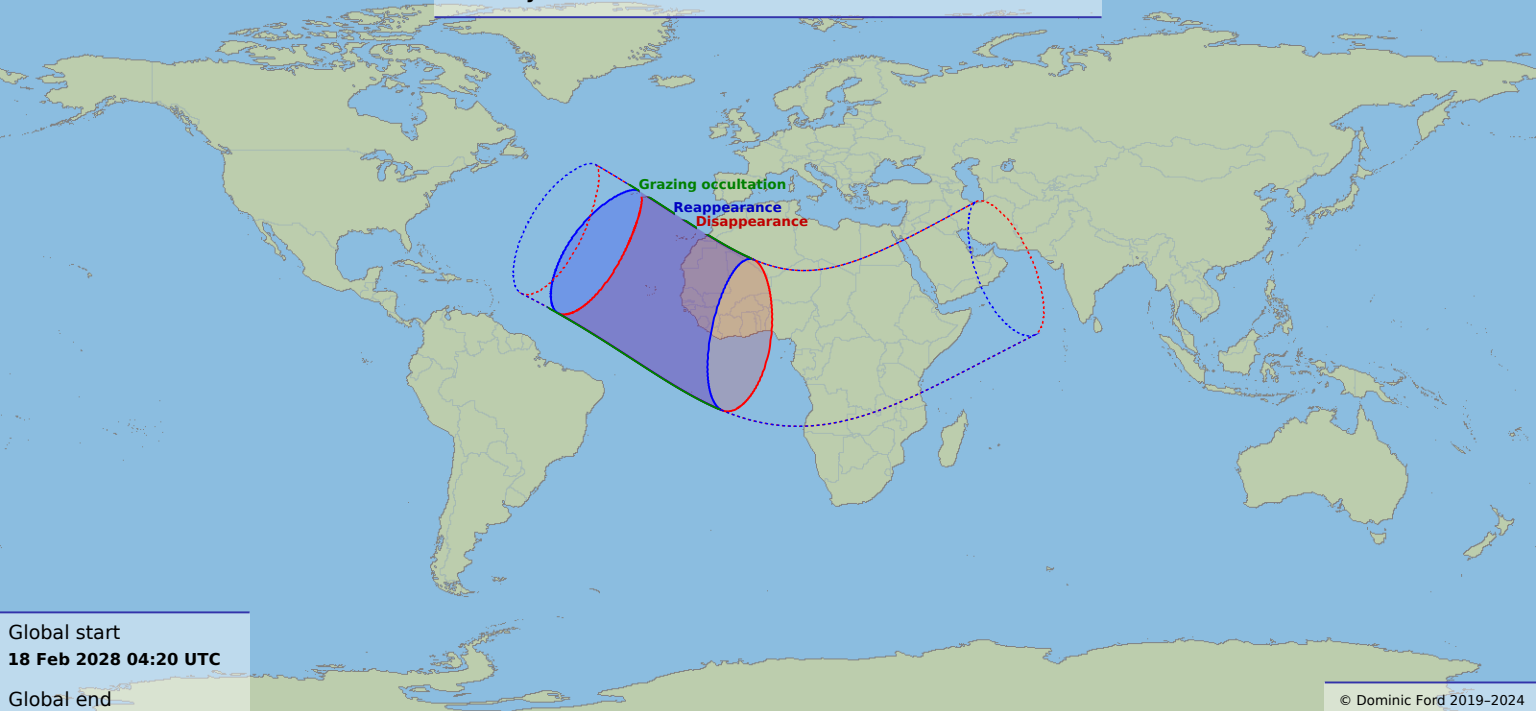 Grazing occultation
Reappearance
Disappearance
Global start
18 Feb 2028 04:20 UTC
Global end
© Dominic Ford 2019–2024